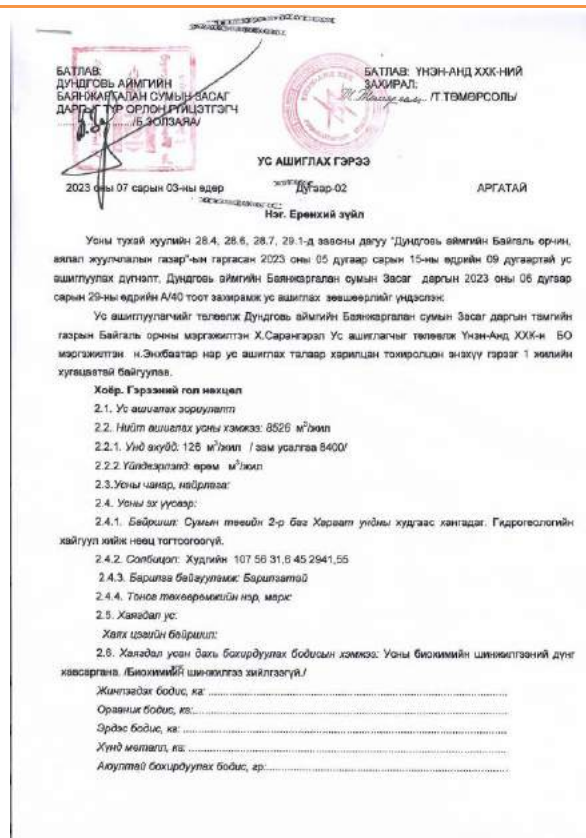 БАТЛАВ:
ДУНДГОВЬ АЙМГИЙН
БАЯНЖАРГАЛАН СУМЫН ЗАСАГ
ДАРГЫГ ТҮР ОРЛОН ГҮЙЦЭТГЭГЧ
/Б.ЗОЛЗАЯА/
БАТЛАВ: ҮНЭН-АНД ХХК-НИЙ
ЗАХИРАЛ:
/Т.ТӨМӨРСОЛЬ/
УС АШИГЛАХ ГЭРЭЭ
2023 оны 07 сарын 03-ны өдөр
Дугаар-02
АРГАТАЙ
Нэг. Ерөнхий зүйл
Усны тухай хуулийн 28.4, 28.6, 28.7, 29.1-д заасны дагуу "Дундговь аймгийн Байгаль орчин,
аялал жуулчлалын газар"-ын гаргасан 2023 оны 05 дугаар сарын 15-ны өдрийн 09 дугаартай ус
ашиглуулах дүгнэлт, Дундговь аймгийн Баянжаргалан сумын Засаг даргын 2023 оны 06 дугаар
сарын 29-ны өдрийн А/40 тоот захирамж ус ашиглах зөвшөөрлийг үндэслэн:
Ус ашиглуулагчийг төлөөлж Дундговь аймгийн Баянжаргалан сумын Засаг даргын тамгийн
газрын Байгаль орчны мэргэжилтэн Х.Сарангэрэл Ус ашиглагчыг төлөөлж Үнэн-Анд ХХК-н БО
мэргэжилтэн н.Энхбаатар нар ус ашиглах талаар харилцан тохиролцон энэхүү гэрээг 1 жилийн
хугацаатай байгуулав.
Хоёр. Гэрээний гол нөхцөл
2.1. Ус ашиглах зориулалт
2.2. Нийт ашиглах усны хэмжээ: 8526 м³/жил
2.2.1. Унд ахуйд: 126 м³/жил / зам усалгаа 8400/
2.2.2.Үйлдвэрлэлд: өрөм м³/жил
2.3.Усны чанар, найрлага:
2.4. Усны эх үүсвэр:
2.4.1. Байршил: Сумын төвийн 2-р баг Хараат ундны худгаас хангадаг. Гидрогеологийн
хайгуул хийж нөөц тогтоогоогүй.
2.4.2. Солбицол: Худгийн 107 56 31,6 45 2941,55
2.4.3. Барилга байгууламж: Барилгатай
2.4.4. Тоног төхөөрөмжийн нэр, марк:
2.5. Хаягдал ус:
Хаях цэгийн байршил:
2.6. Хаягдал усан дахь бохирдуулах бодисын хэмжээ: Усны биохимийн шинжилгээний дүнг
хавсаргана. /Биохимийн шинжилгээ хийлгээгүй./
Жинлэгдэх бодис, кг:
Органик бодис, кг:
Эрдэс бодис, кг:
Хүнд металл, кг:
Аюултай бохирдуулах бодис, гр: